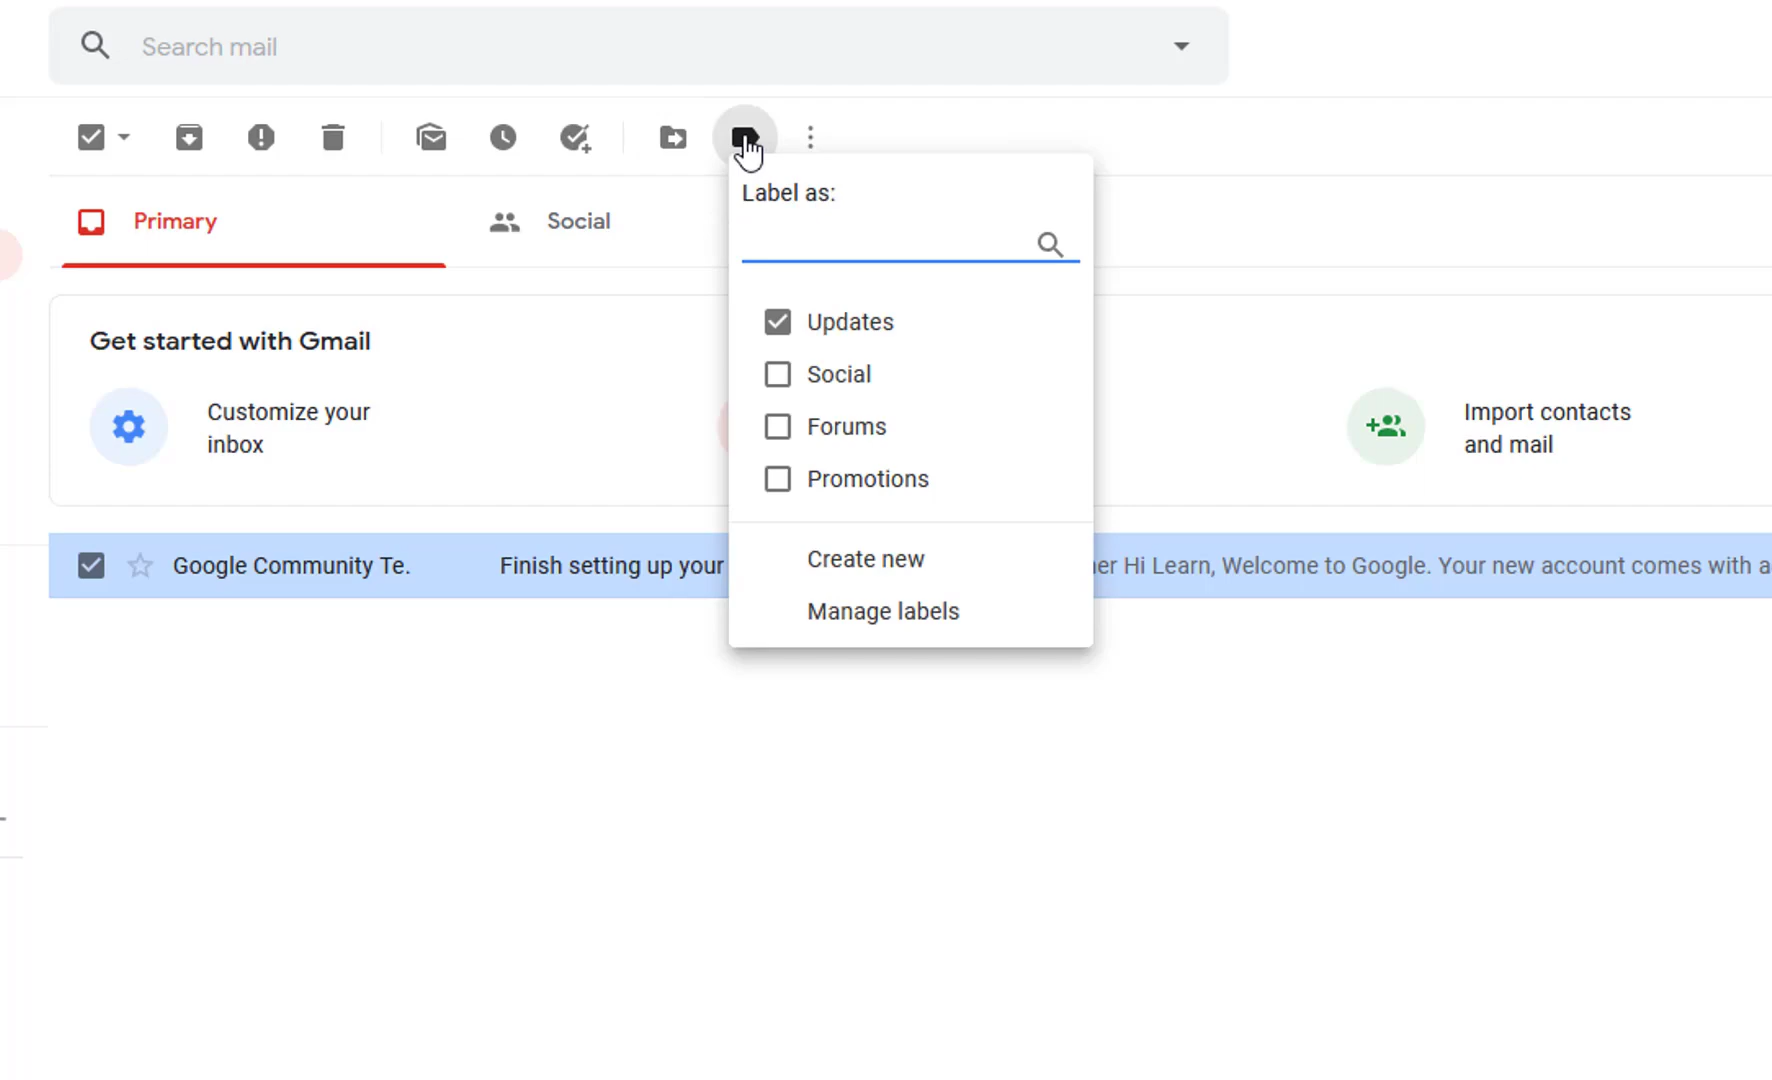 Search mail
Label as:
Primary
Social
Updates
Social
Forums
Promotions
Create new
Manage labels
Get started with Gmail
Customize your
inbox
Import contacts
and mail
Google Community Te. Finish setting up your
Hi Learn, Welcome to Google. Your new account comes with